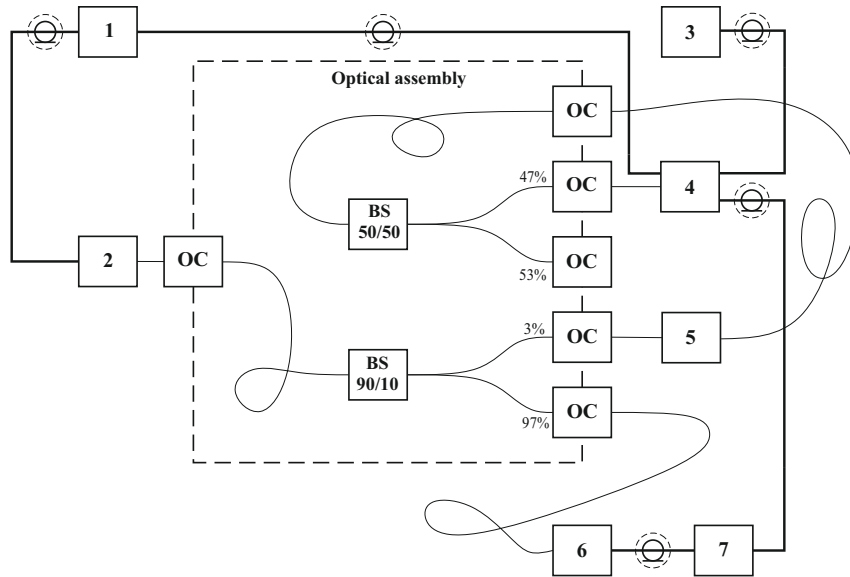 1
3
Optical assembly
OC
47%
OC
4
BS
50/50
2
OC
53%
OC
3%
OC
5
BS
90/10
97%
OC
6
7